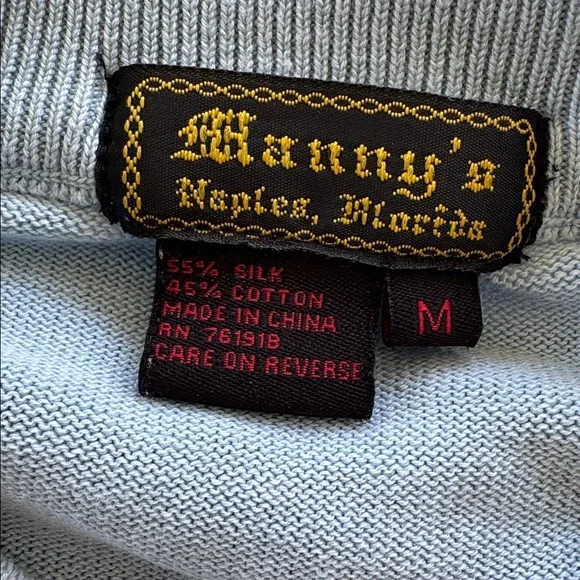 Manny's
Naples, Florida
55% SILK
45% COTTON
MADE IN CHINA
RN 76191B
CARE ON REVERSE
M